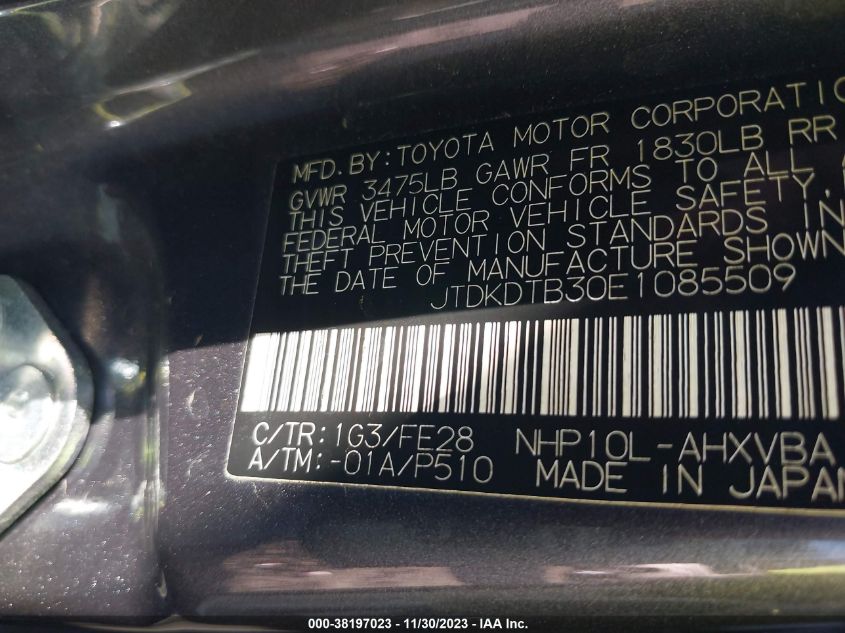 MFD. BY: TOYOTA MOTOR CORPORATIO
GVWR 3475LB GAWR FR 1830LB RR
THIS VEHICLE CONFORMS TO ALL A
FEDERAL MOTOR VEHICLE SAFETY,
THEFT PREVENTION STANDARDS IN
THE DATE OF MANUFACTURE SHOWN
JTDKDTB30E1085509
C/TR: 1G3/FE28 NHP10L-AHXVBA
A/TM: -01A/P510 MADE IN JAPAN
000-38197023 - 11/30/2023 - IAA Inc.